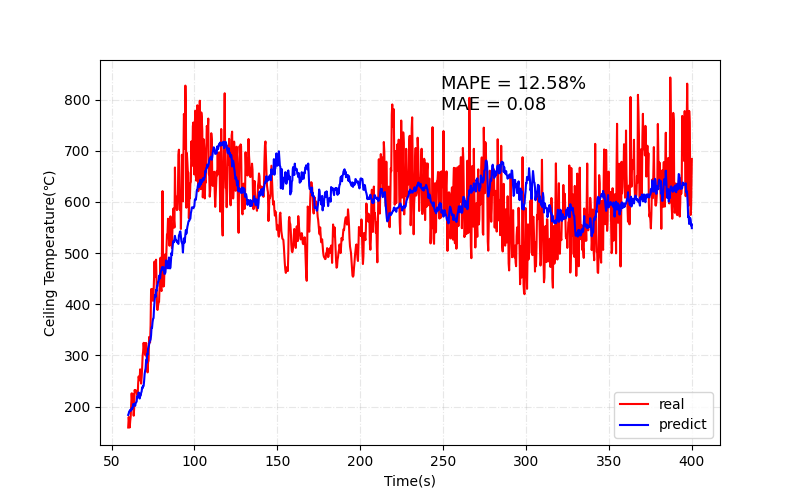 MAPE = 12.58%
MAE = 0.08
Ceiling Temperature(℃)
800
700
600
500
400
300
200
real
predict
50 100 150 200 250 300 350 400
Time(s)